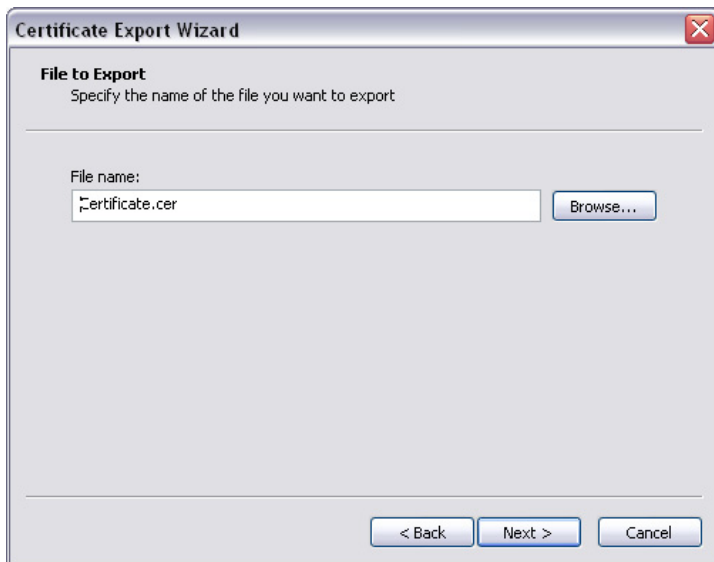 Certificate Export Wizard
File to Export
Specify the name of the file you want to export
File name:
Certificate.cer
Browse...
< Back Next > Cancel